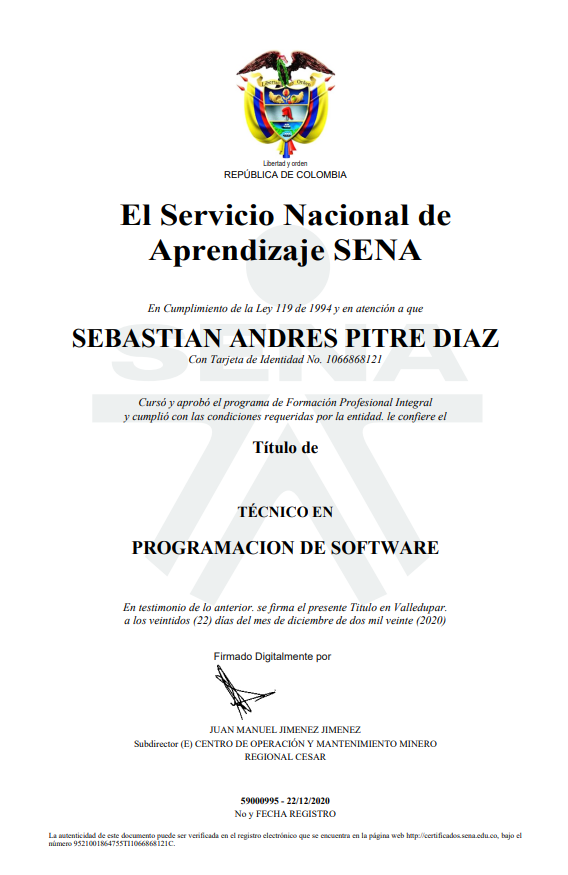 Libertad y Orden
Libertad y orden
REPÚBLICA DE COLOMBIA
El Servicio Nacional de
Aprendizaje SENA
En Cumplimiento de la Ley 119 de 1994 y en atención a que
SENA
SEBASTIAN ANDRES PITRE DIAZ
Con Tarjeta de Identidad No. 1066868121
Cursó y aprobó el programa de Formación Profesional Integral
y cumplió con las condiciones requeridas por la entidad. le confiere el
Título de
TÉCNICO EN
PROGRAMACION DE SOFTWARE
En testimonio de lo anterior. se firma el presente Título en Valledupar.
a los veintidos (22) días del mes de diciembre de dos mil veinte (2020)
Firmado Digitalmente por
JUAN MANUEL JIMENEZ JIMENEZ
Subdirector (E) CENTRO DE OPERACIÓN Y MANTENIMIENTO MINERO
REGIONAL CESAR
59000995 - 22/12/2020
No y FECHA REGISTRO
La autenticidad de este documento puede ser verificada en el registro electrónico que se encuentra en la página web http://certificados.sena.edu.co, bajo el
número 9521001864755TI1066868121C.